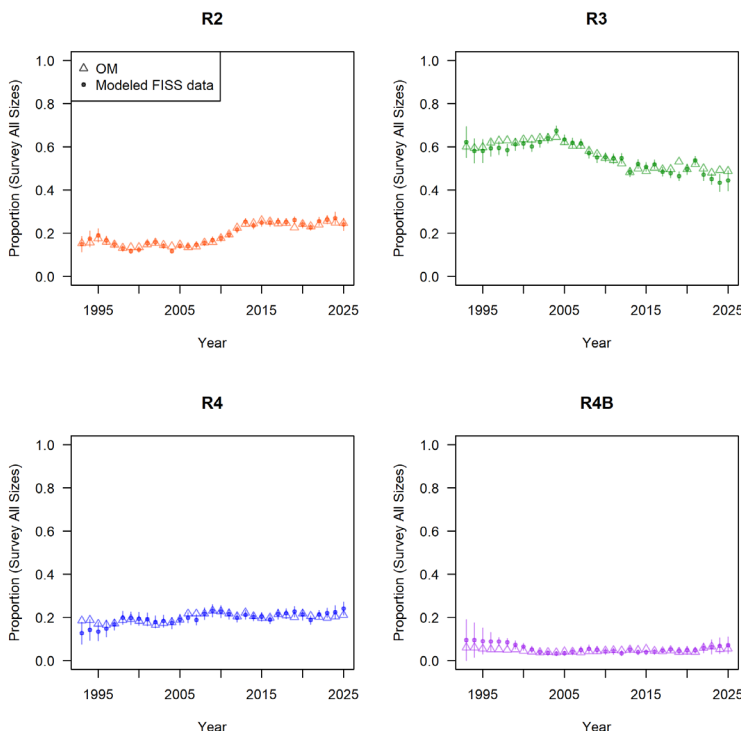 R2
Proportion (Survey All Sizes)
1.0
0.8
0.6
0.4
0.2
0.0
OM
Modeled FISS data
1995
2005
2015
2025
Year
R3
Proportion (Survey All Sizes)
1.0
0.8
0.6
0.4
0.2
0.0
1995
2005
2015
2025
Year
R4
Proportion (Survey All Sizes)
1.0
0.8
0.6
0.4
0.2
0.0
1995
2005
2015
2025
Year
R4B
Proportion (Survey All Sizes)
1.0
0.8
0.6
0.4
0.2
0.0
1995
2005
2015
2025
Year